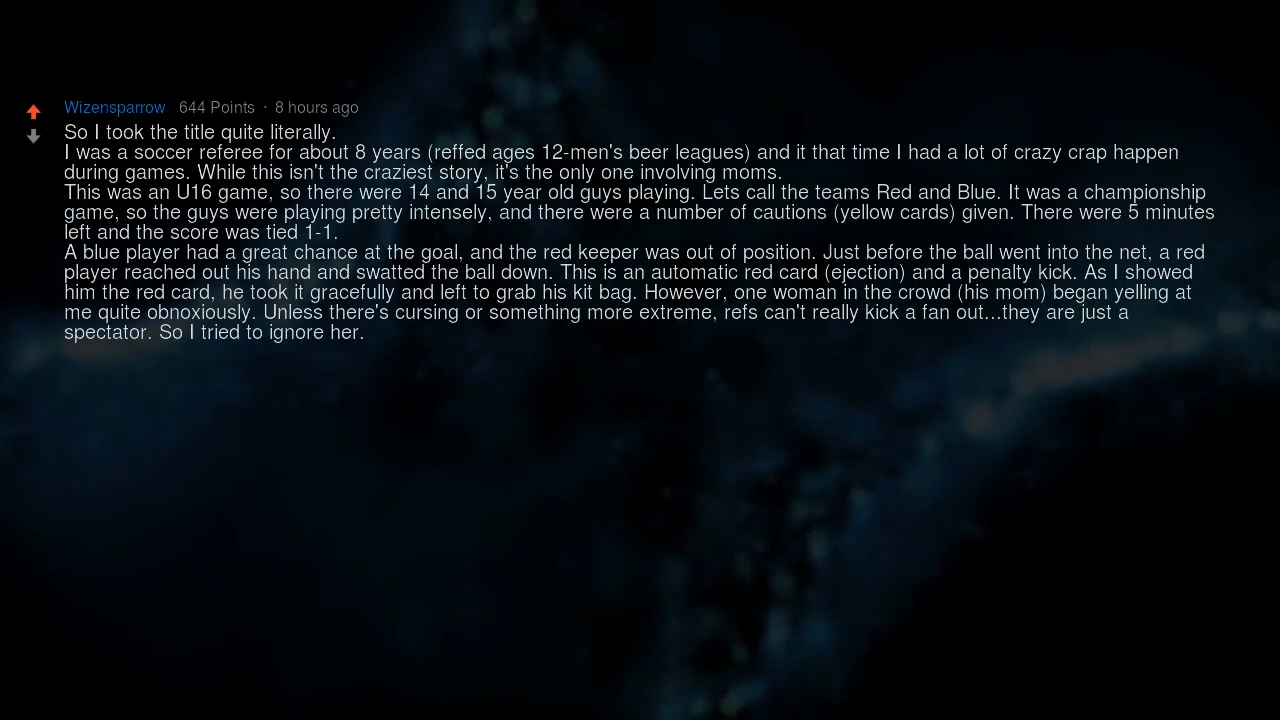 Wizensparrow 644 Points · 8 hours ago
So I took the title quite literally.
I was a soccer referee for about 8 years (reffed ages 12-men's beer leagues) and it that time I had a lot of crazy crap happen
during games. While this isn't the craziest story, it's the only one involving moms.
This was an U16 game, so there were 14 and 15 year old guys playing. Lets call the teams Red and Blue. It was a championship
game, so the guys were playing pretty intensely, and there were a number of cautions (yellow cards) given. There were 5 minutes
left and the score was tied 1-1.
A blue player had a great chance at the goal, and the red keeper was out of position. Just before the ball went into the net, a red
player reached out his hand and swatted the ball down. This is an automatic red card (ejection) and a penalty kick. As I showed
him the red card, he took it gracefully and left to grab his kit bag. However, one woman in the crowd (his mom) began yelling at
me quite obnoxiously. Unless there's cursing or something more extreme, refs can't really kick a fan out...they are just a
spectator. So I tried to ignore her.